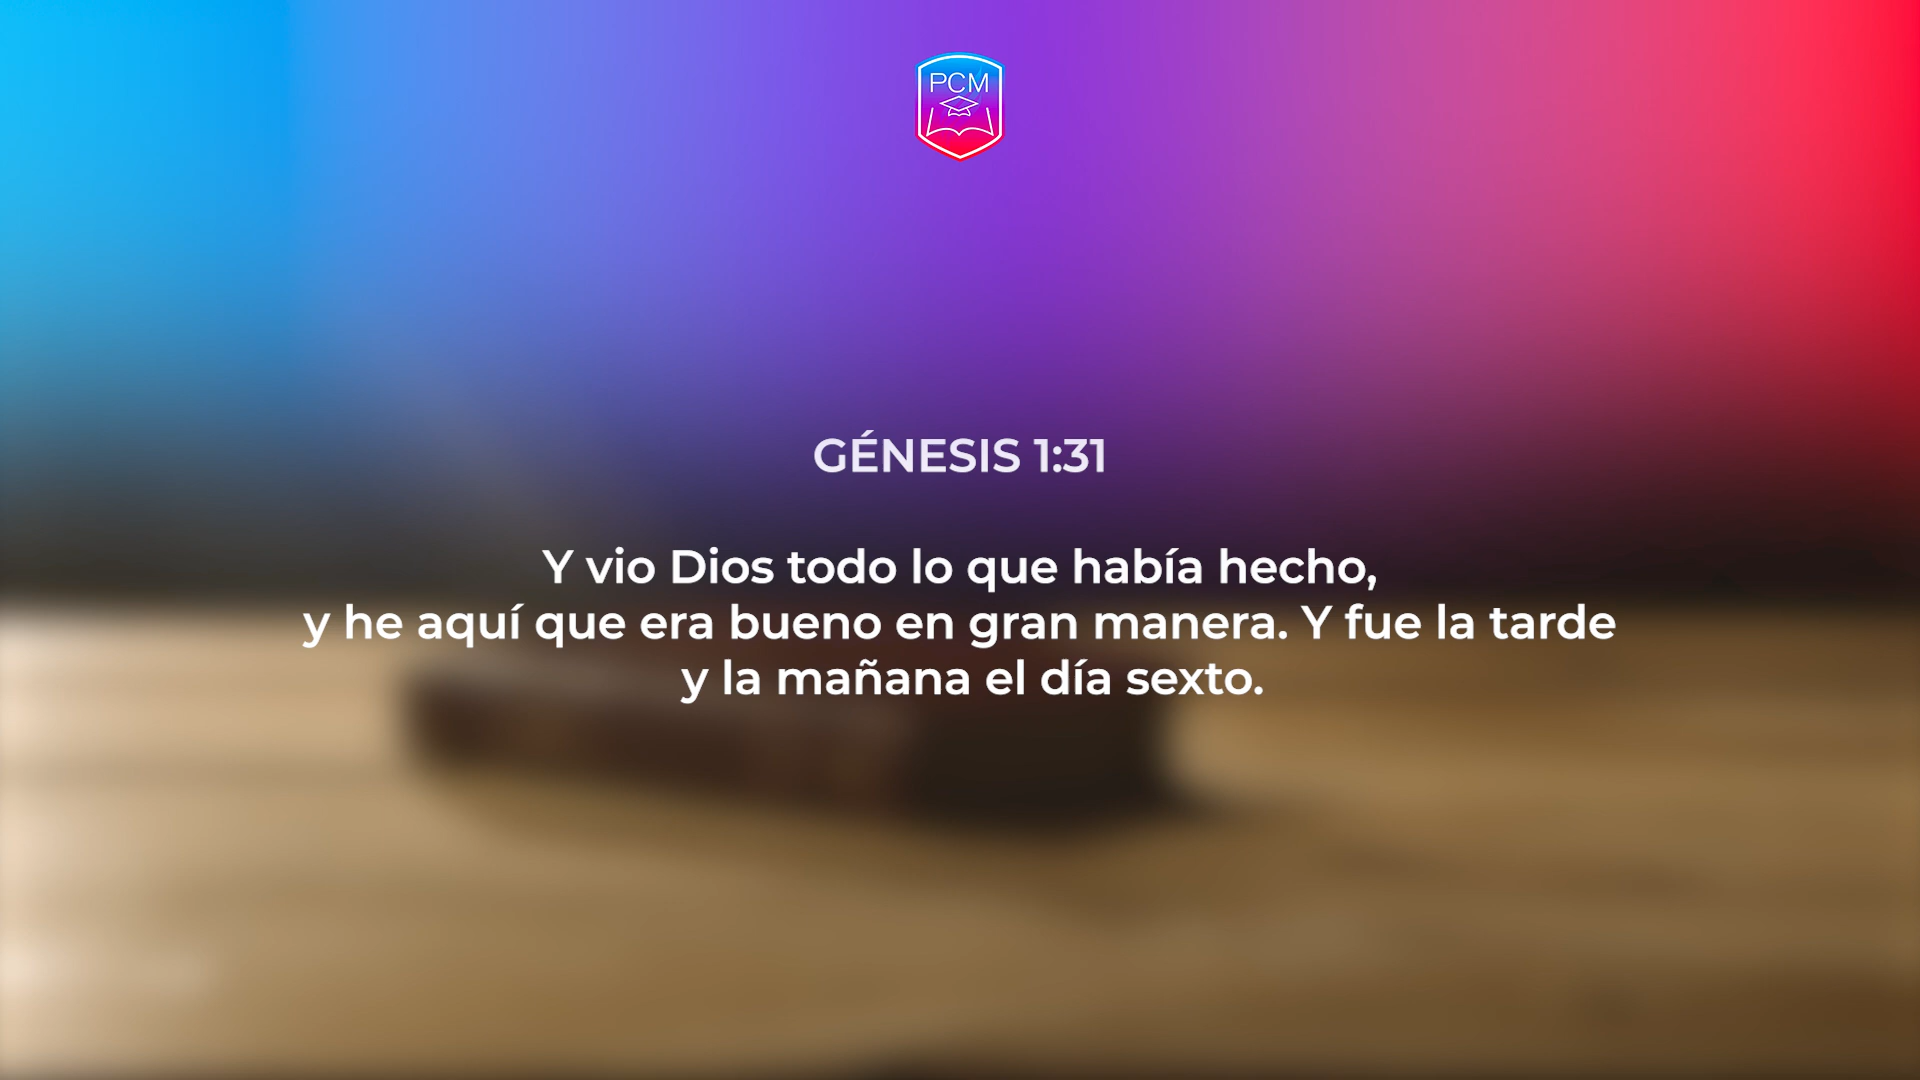 PCM
GÉNESIS 1:31
Y vio Dios todo lo que había hecho,
y he aquí que era bueno en gran manera. Y fue la tarde
y la mañana el día sexto.